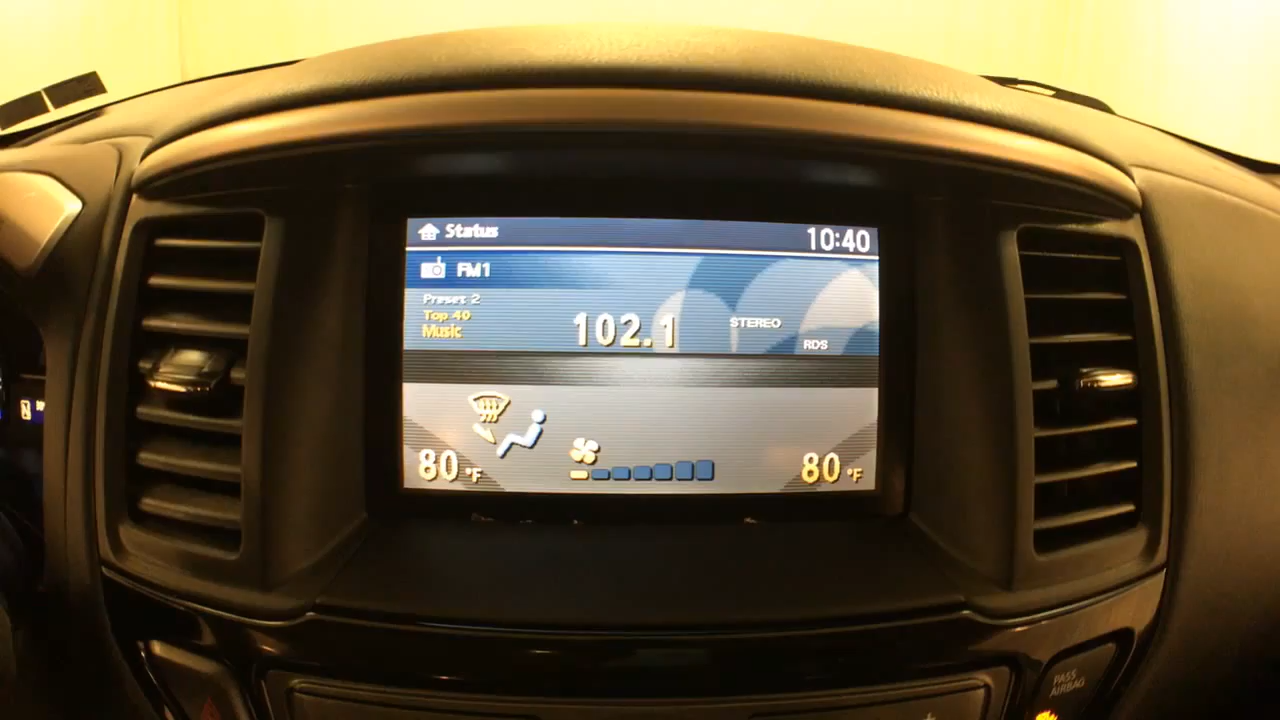 Status
10:40
FM1
Preset 2
Top 40
Music
102.1
STEREO
RDS
80 °F
80 °F
PASS
AIRBAG